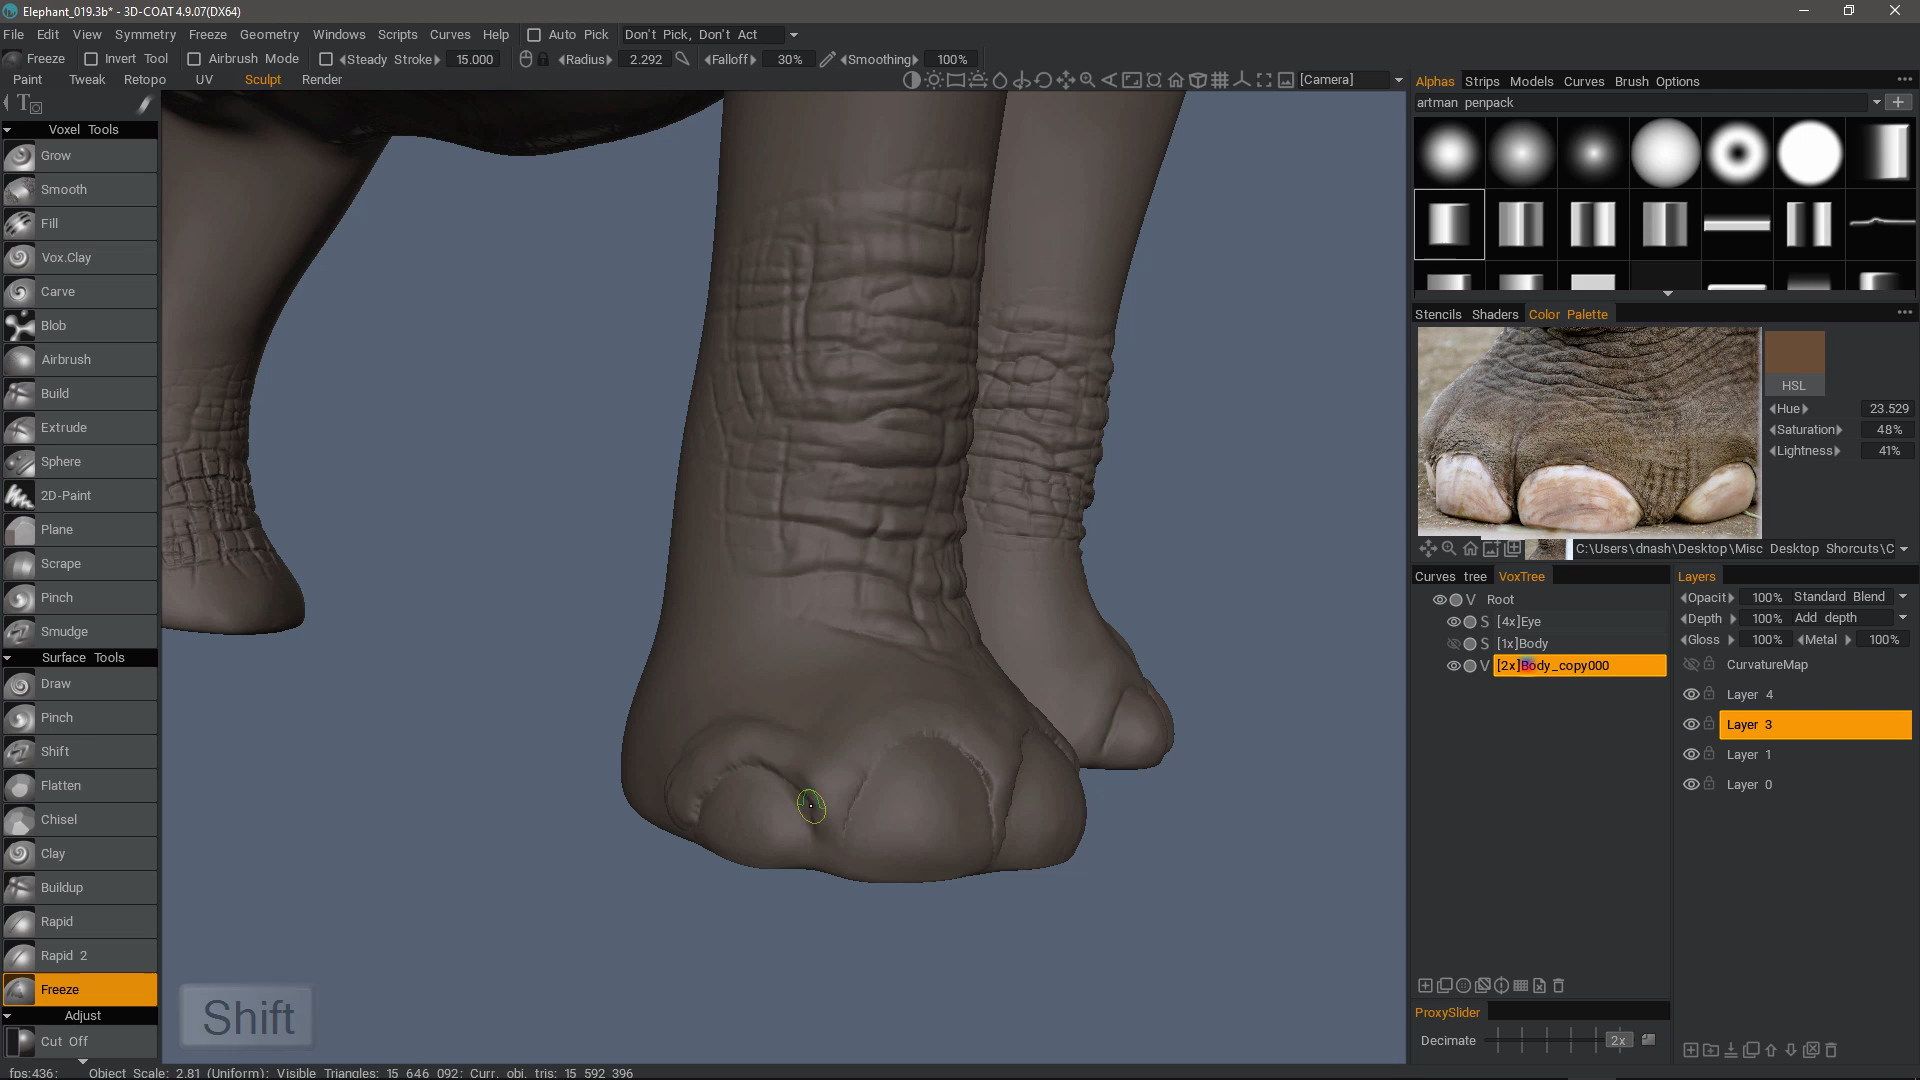 Elephant_019.3b* - 3D-COAT 4.9.07(DX64)
File Edit View Symmetry Freeze Geometry Windows Scripts Curves Help Auto Pick Don't Pick, Don't Act
Freeze Invert Tool Airbrush Mode Steady Stroke 15.000 Radius 2.292 Falloff 30% Smoothing 100%
Paint Tweak Retopo UV Sculpt Render [Camera]
Voxel Tools
Grow
Smooth
Fill
Vox.Clay
Carve
Blob
Airbrush
Build
Extrude
Sphere
2D-Paint
Plane
Scrape
Pinch
Smudge
Surface Tools
Draw
Pinch
Shift
Flatten
Chisel
Clay
Buildup
Rapid
Rapid 2
Freeze
Adjust
Cut Off
Shift
Alphas Strips Models Curves Brush Options
artman penpack
Stencils Shaders Color Palette
HSL
Hue 23.529
Saturation 48%
Lightness 41%
C:\Users\dnash\Desktop\Misc Desktop Shorcuts\C
Curves tree VoxTree
V Root
S [4x]Eye
S [1x]Body
V [2x]Body_copy000
ProxySlider
Decimate 2x
Layers
Opacit 100% Standard Blend
Depth 100% Add depth
Gloss 100% Metal 100%
CurvatureMap
Layer 4
Layer 3
Layer 1
Layer 0
fps:436; Object Scale: 2.81 (Uniform); Visible Triangles: 15 646 092; Curr. obj. tris: 15 592 396